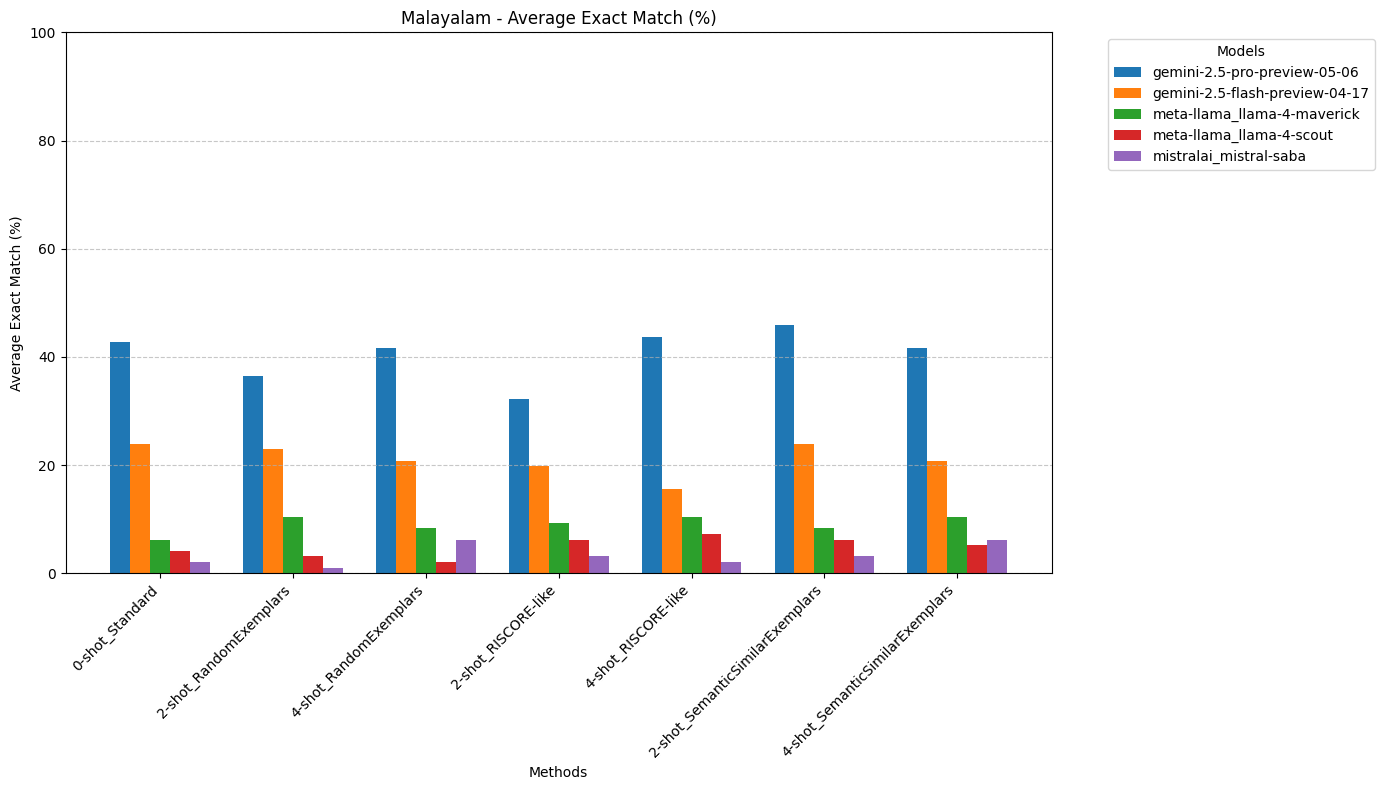 Malayalam - Average Exact Match (%)
Average Exact Match (%)
100
80
60
40
20
0
0-shot_Standard
2-shot_RandomExemplars
4-shot_RandomExemplars
2-shot_RISCORE-like
4-shot_RISCORE-like
2-shot_SemanticSimilarExemplars
4-shot_SemanticSimilarExemplars
Methods
Models
gemini-2.5-pro-preview-05-06
gemini-2.5-flash-preview-04-17
meta-llama_llama-4-maverick
meta-llama_llama-4-scout
mistralai_mistral-saba